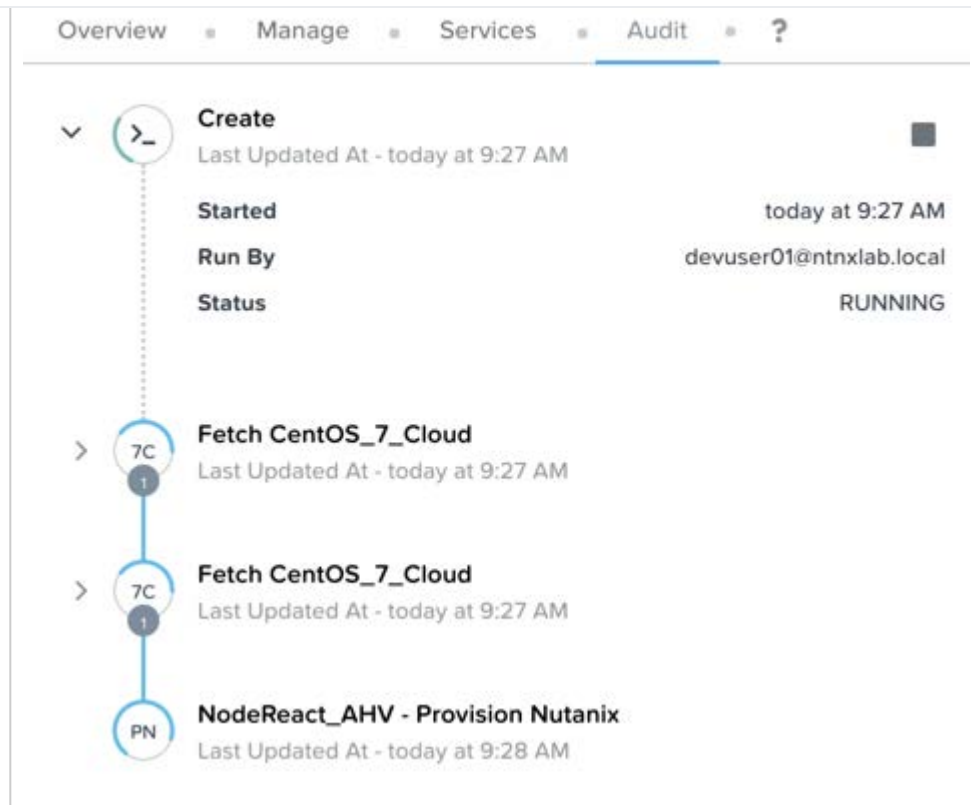 Overview Manage Services Audit ?
>_
Create
Last Updated At - today at 9:27 AM
Started today at 9:27 AM
Run By devuser01@ntnxlab.local
Status RUNNING
7C
1
Fetch CentOS_7_Cloud
Last Updated At - today at 9:27 AM
7C
1
Fetch CentOS_7_Cloud
Last Updated At - today at 9:27 AM
PN
NodeReact_AHV - Provision Nutanix
Last Updated At - today at 9:28 AM